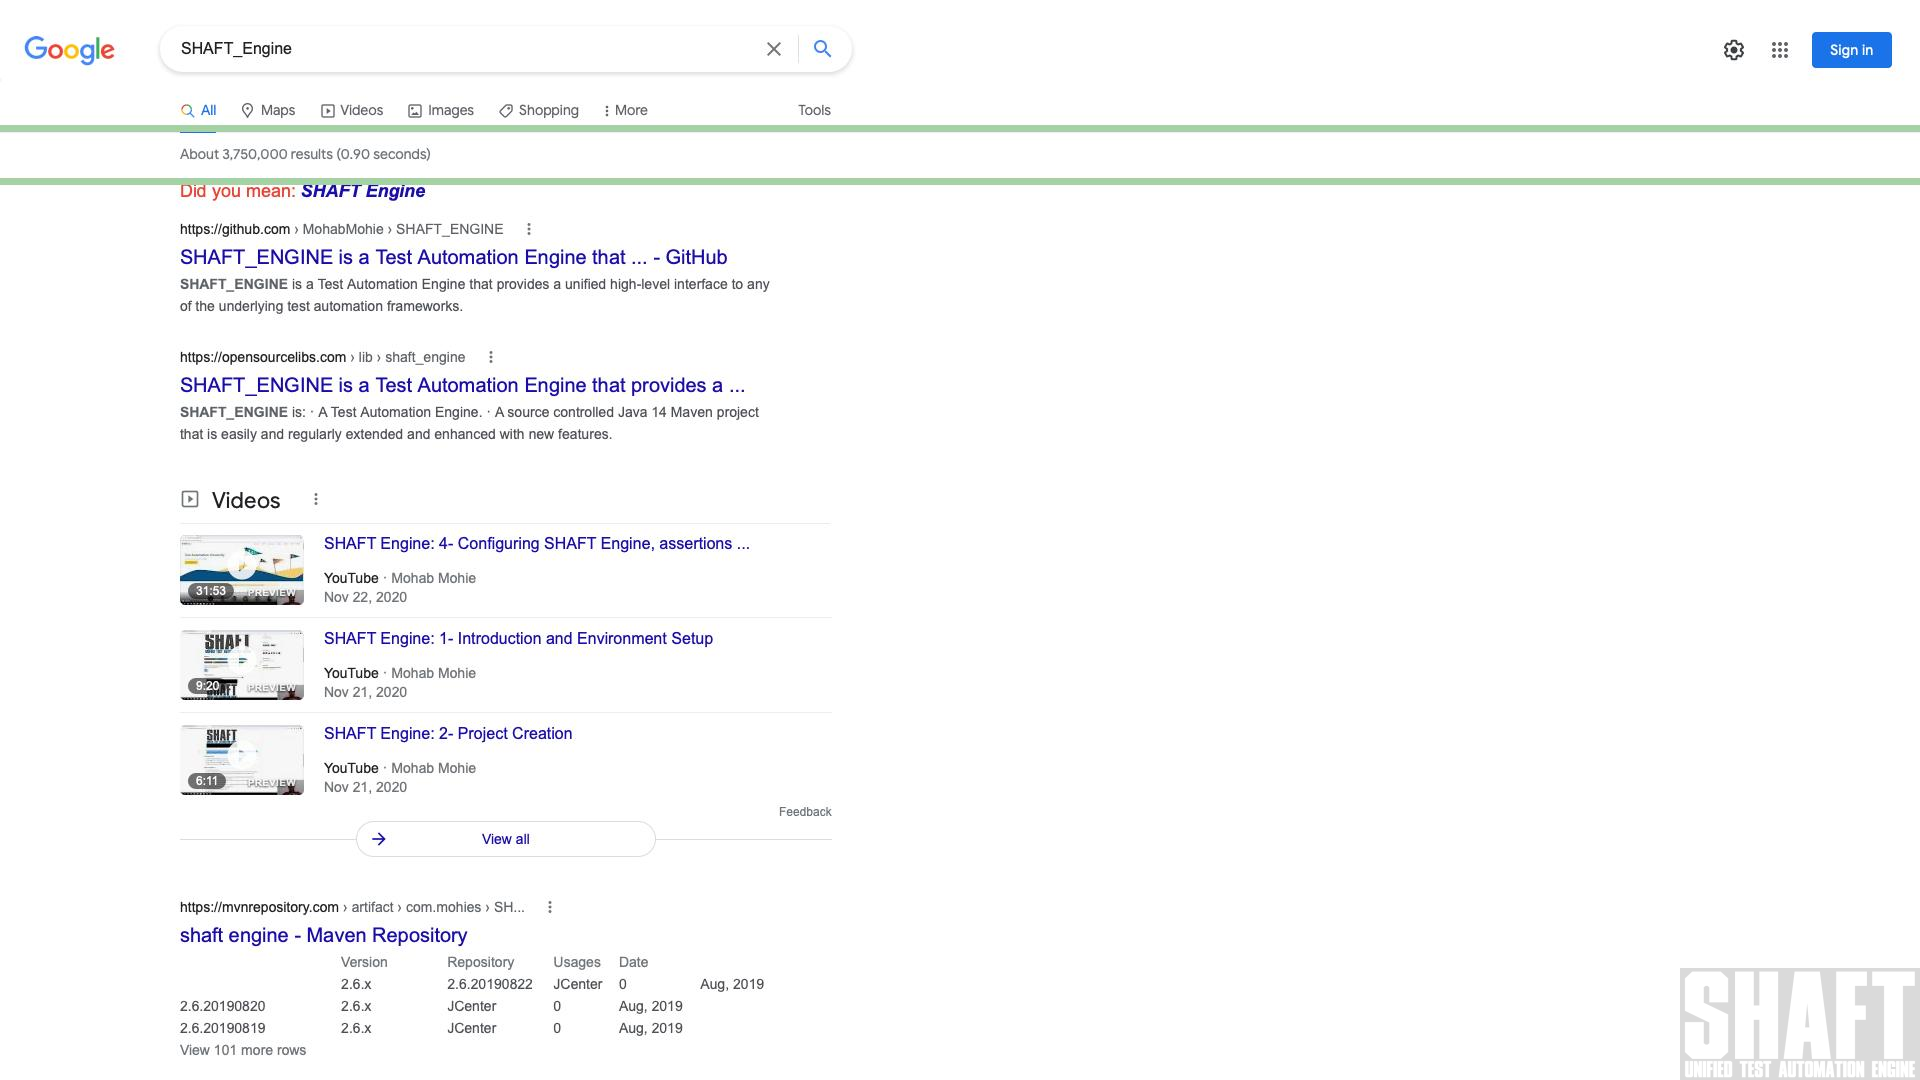 Google
SHAFT_Engine
Sign in
All Maps Videos Images Shopping More Tools
About 3,750,000 results (0.90 seconds)
Did you mean: SHAFT Engine
https://github.com › MohabMohie › SHAFT_ENGINE
SHAFT_ENGINE is a Test Automation Engine that ... - GitHub
SHAFT_ENGINE is a Test Automation Engine that provides a unified high-level interface to any
of the underlying test automation frameworks.
https://opensourcelibs.com › lib › shaft_engine
SHAFT_ENGINE is a Test Automation Engine that provides a ...
SHAFT_ENGINE is: · A Test Automation Engine. · A source controlled Java 14 Maven project
that is easily and regularly extended and enhanced with new features.
Videos
SHAFT Engine: 4- Configuring SHAFT Engine, assertions ...
YouTube · Mohab Mohie
Nov 22, 2020
31:53 PREVIEW
SHAFT Engine: 1- Introduction and Environment Setup
YouTube · Mohab Mohie
Nov 21, 2020
SHAFT
9:20 PREVIEW
SHAFT
SHAFT Engine: 2- Project Creation
YouTube · Mohab Mohie
Nov 21, 2020
SHAFT
6:11 PREVIEW
Feedback
View all
https://mvnrepository.com › artifact › com.mohies › SH...
shaft engine - Maven Repository
Version Repository Usages Date
2.6.x 2.6.20190822 JCenter 0 Aug, 2019
2.6.20190820 2.6.x JCenter 0 Aug, 2019
2.6.20190819 2.6.x JCenter 0 Aug, 2019
View 101 more rows
SHAFT
UNIFIED TEST AUTOMATION ENGINE